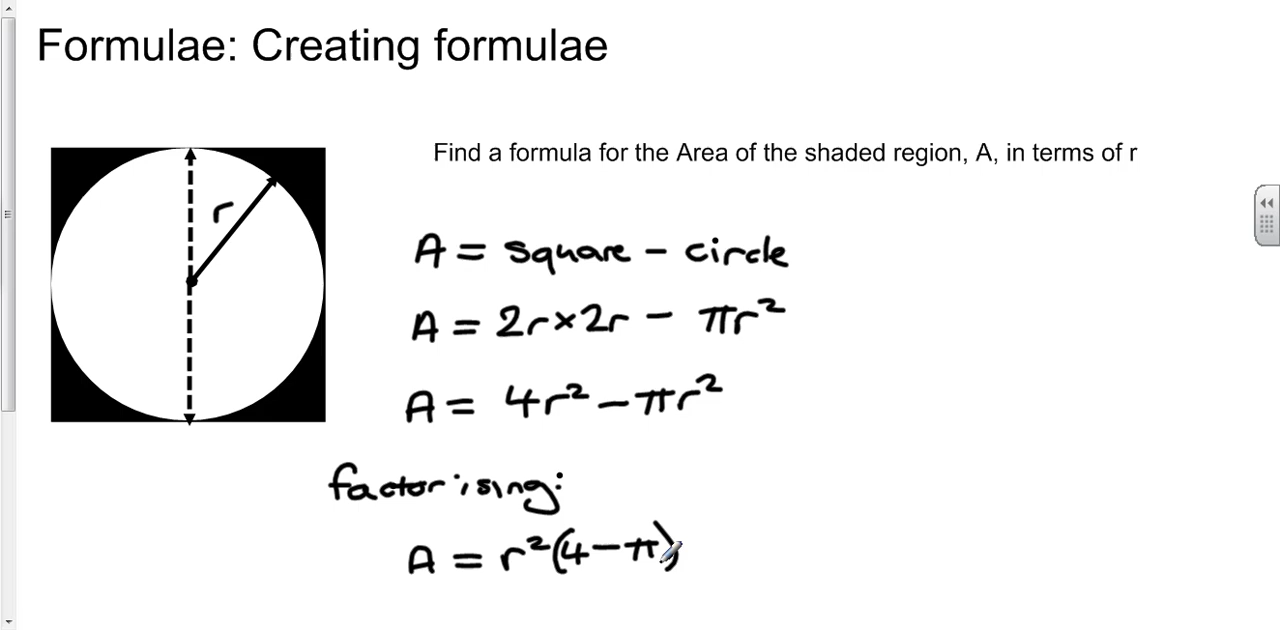 Formulae: Creating formulae
Find a formula for the Area of the shaded region, A, in terms of r
r
A = square − circle
A = 2r×2r − πr²
A = 4r² − πr²
factorising:
A = r²(4−π)